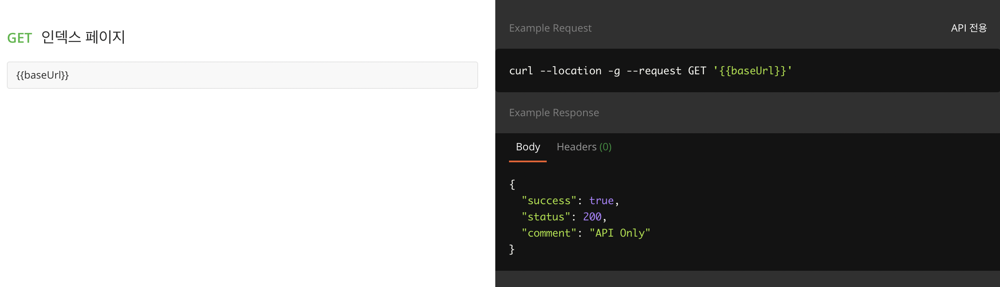 GET 인덱스 페이지
{{baseUrl}}
Example Request
API 전용
curl --location -g --request GET '{{baseUrl}}'
Example Response
Body Headers (0)
{
  "success": true,
  "status": 200,
  "comment": "API Only"
}